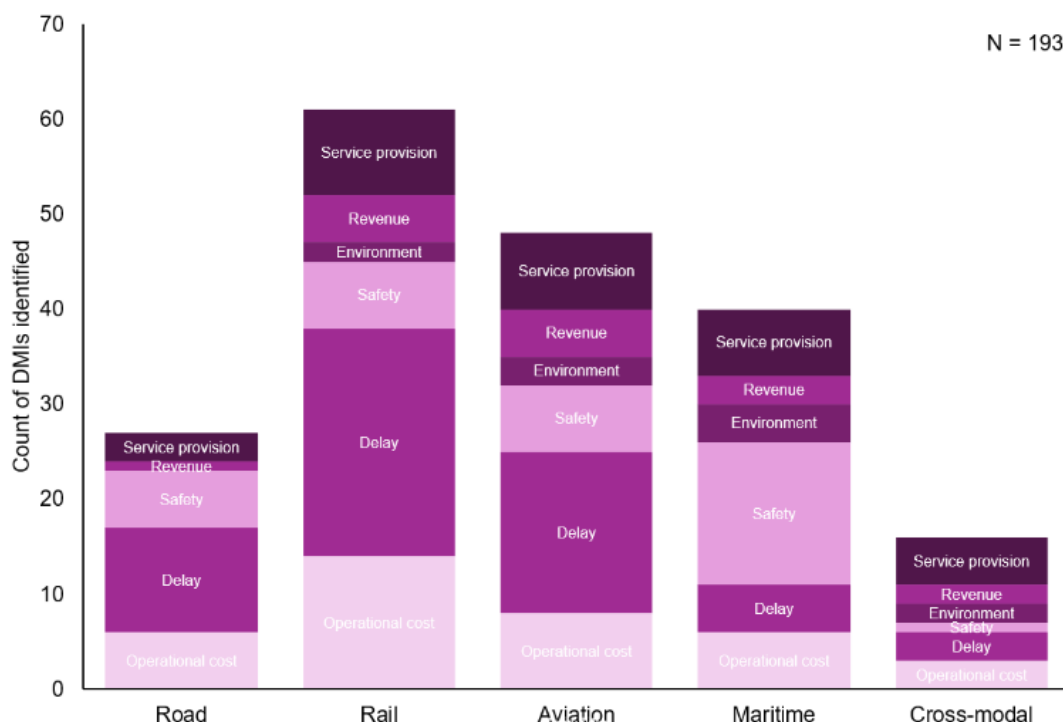 70
N = 193
60
50
40
30
20
10
0
Count of DMIs identified
Service provision
Revenue
Safety
Delay
Operational cost
Service provision
Revenue
Environment
Safety
Delay
Operational cost
Service provision
Revenue
Environment
Safety
Delay
Operational cost
Service provision
Revenue
Environment
Safety
Delay
Operational cost
Service provision
Revenue
Environment
Safety
Delay
Operational cost
Road
Rail
Aviation
Maritime
Cross-modal